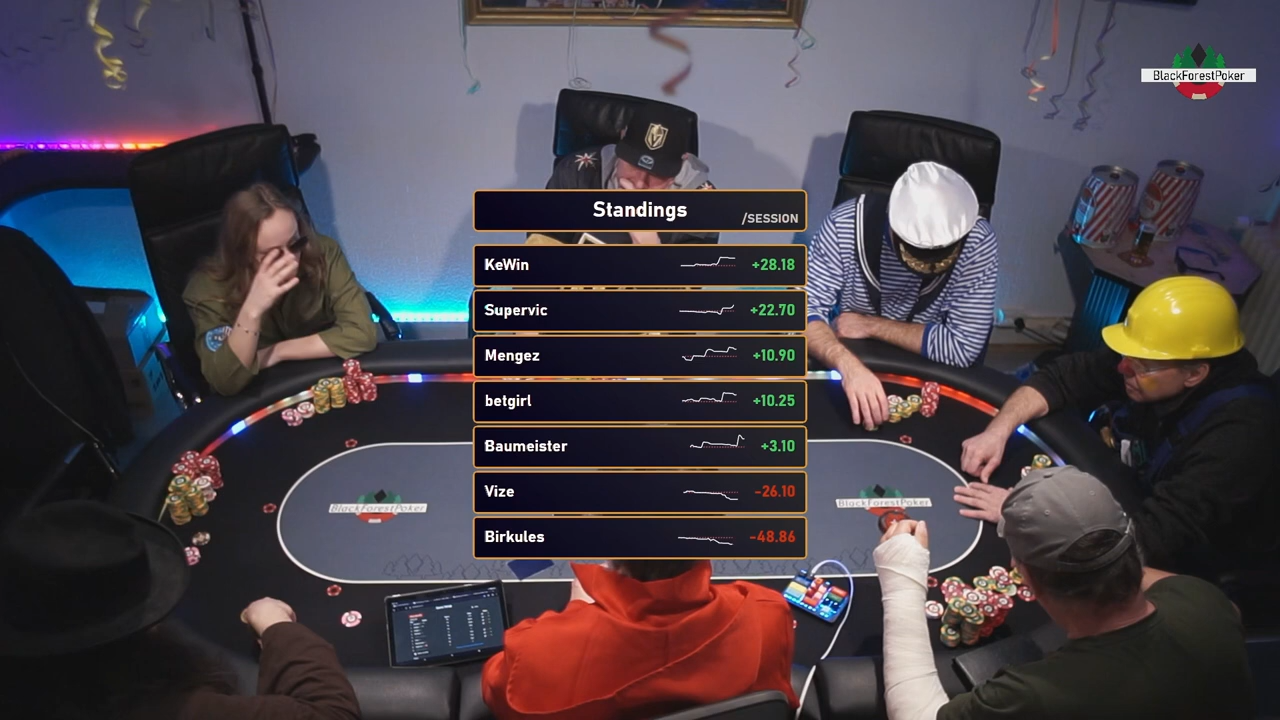 BlackForestPoker
Standings
/SESSION
KeWin +28.18
Supervic +22.70
Mengez +10.90
betgirl +10.25
Baumeister +3.10
Vize -26.10
Birkules -48.86
BlackForestPoker
BlackForestPoker